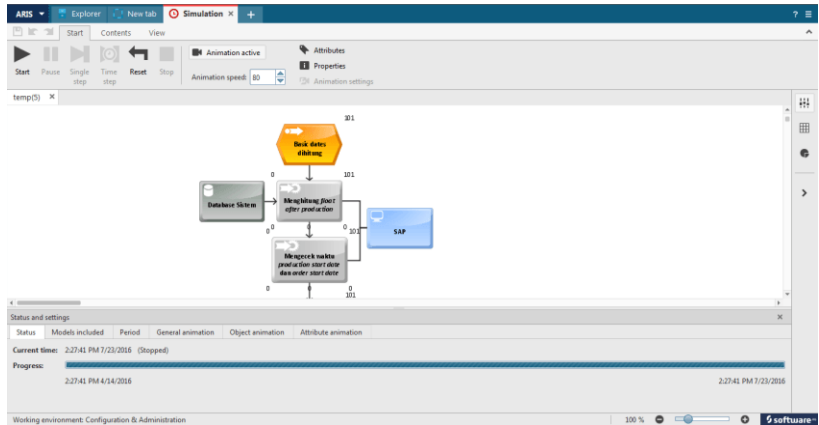 ARIS Explorer New tab Simulation × +
? ≡
Start Contents View
Start Pause Single step Time step Reset Stop
Animation active
Animation speed: 80
Attributes
Properties
Animation settings
temp(5) ×
101
Basic dates
dihitung
0 101
Database Sistem
Menghitung float
after production
SAP
0 0 0 101
Mengecek waktu
production start date
dan order start date
0 0 0
101
Status and settings ×
Status Models included Period General animation Object animation Attribute animation
Current time: 2:27:41 PM 7/23/2016 (Stopped)
Progress:
2:27:41 PM 4/14/2016 2:27:41 PM 7/23/2016
Working environment: Configuration & Administration 100 % software